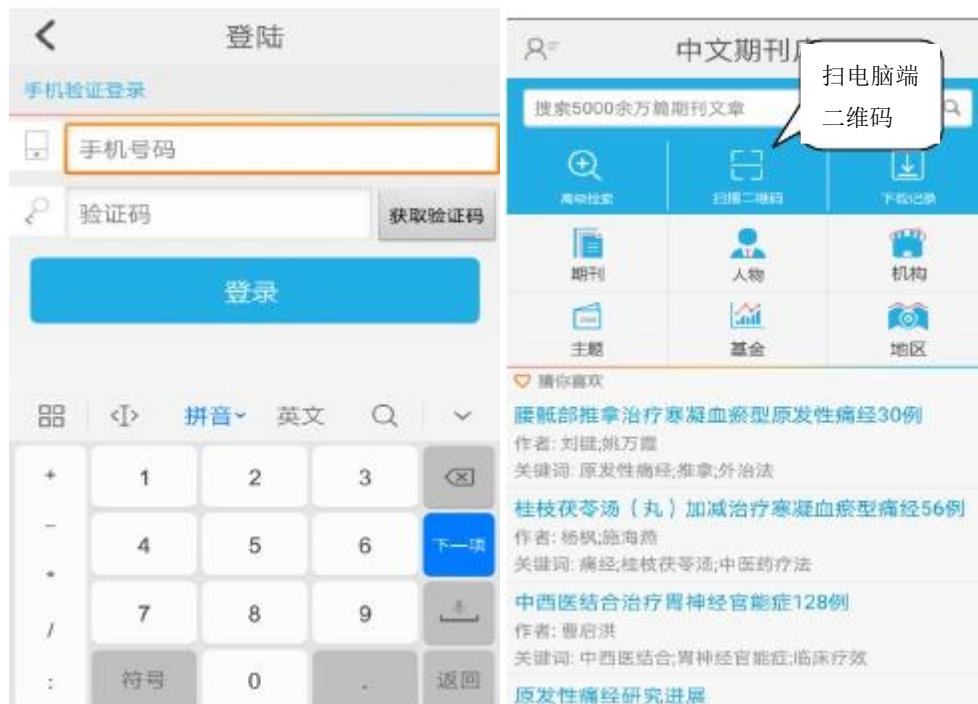 登陆
手机验证登录
手机号码
验证码
获取验证码
登录
拼音
英文
+
1
2
3
-
4
5
6
下一项
*
7
8
9
/
符号
0
.
返回
:
中文期刊
扫电脑端
二维码
搜索5000余万篇期刊文章
高级检索
扫描二维码
下载记录
期刊
人物
机构
主题
基金
地区
猜你喜欢
腰骶部推拿治疗寒凝血瘀型原发性痛经30例
作者: 刘键;姚万霞
关键词: 原发性痛经;推拿;外治法
桂枝茯苓汤（丸）加减治疗寒凝血瘀型痛经56例
作者: 杨枫;施海燕
关键词: 痛经;桂枝茯苓汤;中医药疗法
中西医结合治疗胃神经官能症128例
作者: 曹启洪
关键词: 中西医结合;胃神经官能症;临床疗效
原发性痛经研究进展